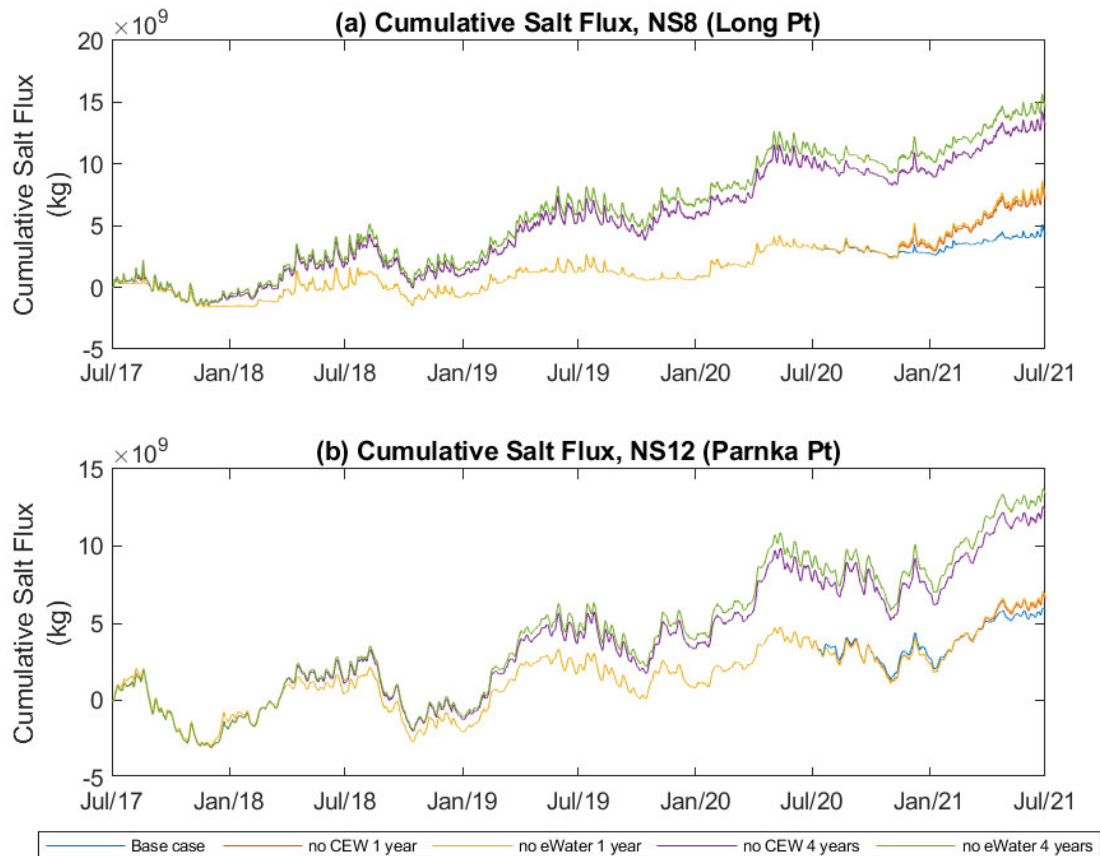 (a) Cumulative Salt Flux, NS8 (Long Pt)
×10⁹
20
15
10
5
0
-5
Cumulative Salt Flux
(kg)
Jul/17 Jan/18 Jul/18 Jan/19 Jul/19 Jan/20 Jul/20 Jan/21 Jul/21
(b) Cumulative Salt Flux, NS12 (Parnka Pt)
×10⁹
15
10
5
0
-5
Cumulative Salt Flux
(kg)
Jul/17 Jan/18 Jul/18 Jan/19 Jul/19 Jan/20 Jul/20 Jan/21 Jul/21
Base case no CEW 1 year no eWater 1 year no CEW 4 years no eWater 4 years